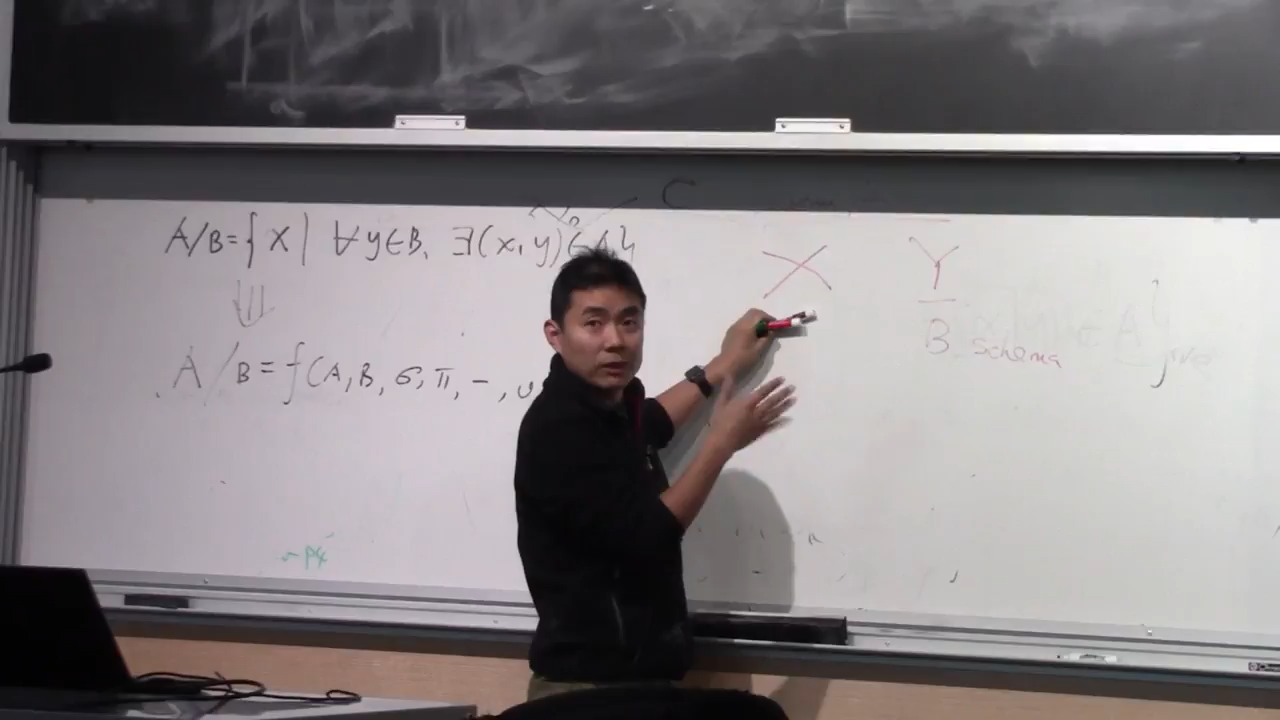 C
A/B = { X | ∀y∈B, ∃(x, y) ∈ A }
X Y
A/B = f(A, B, σ, π, -, ∪
B schema